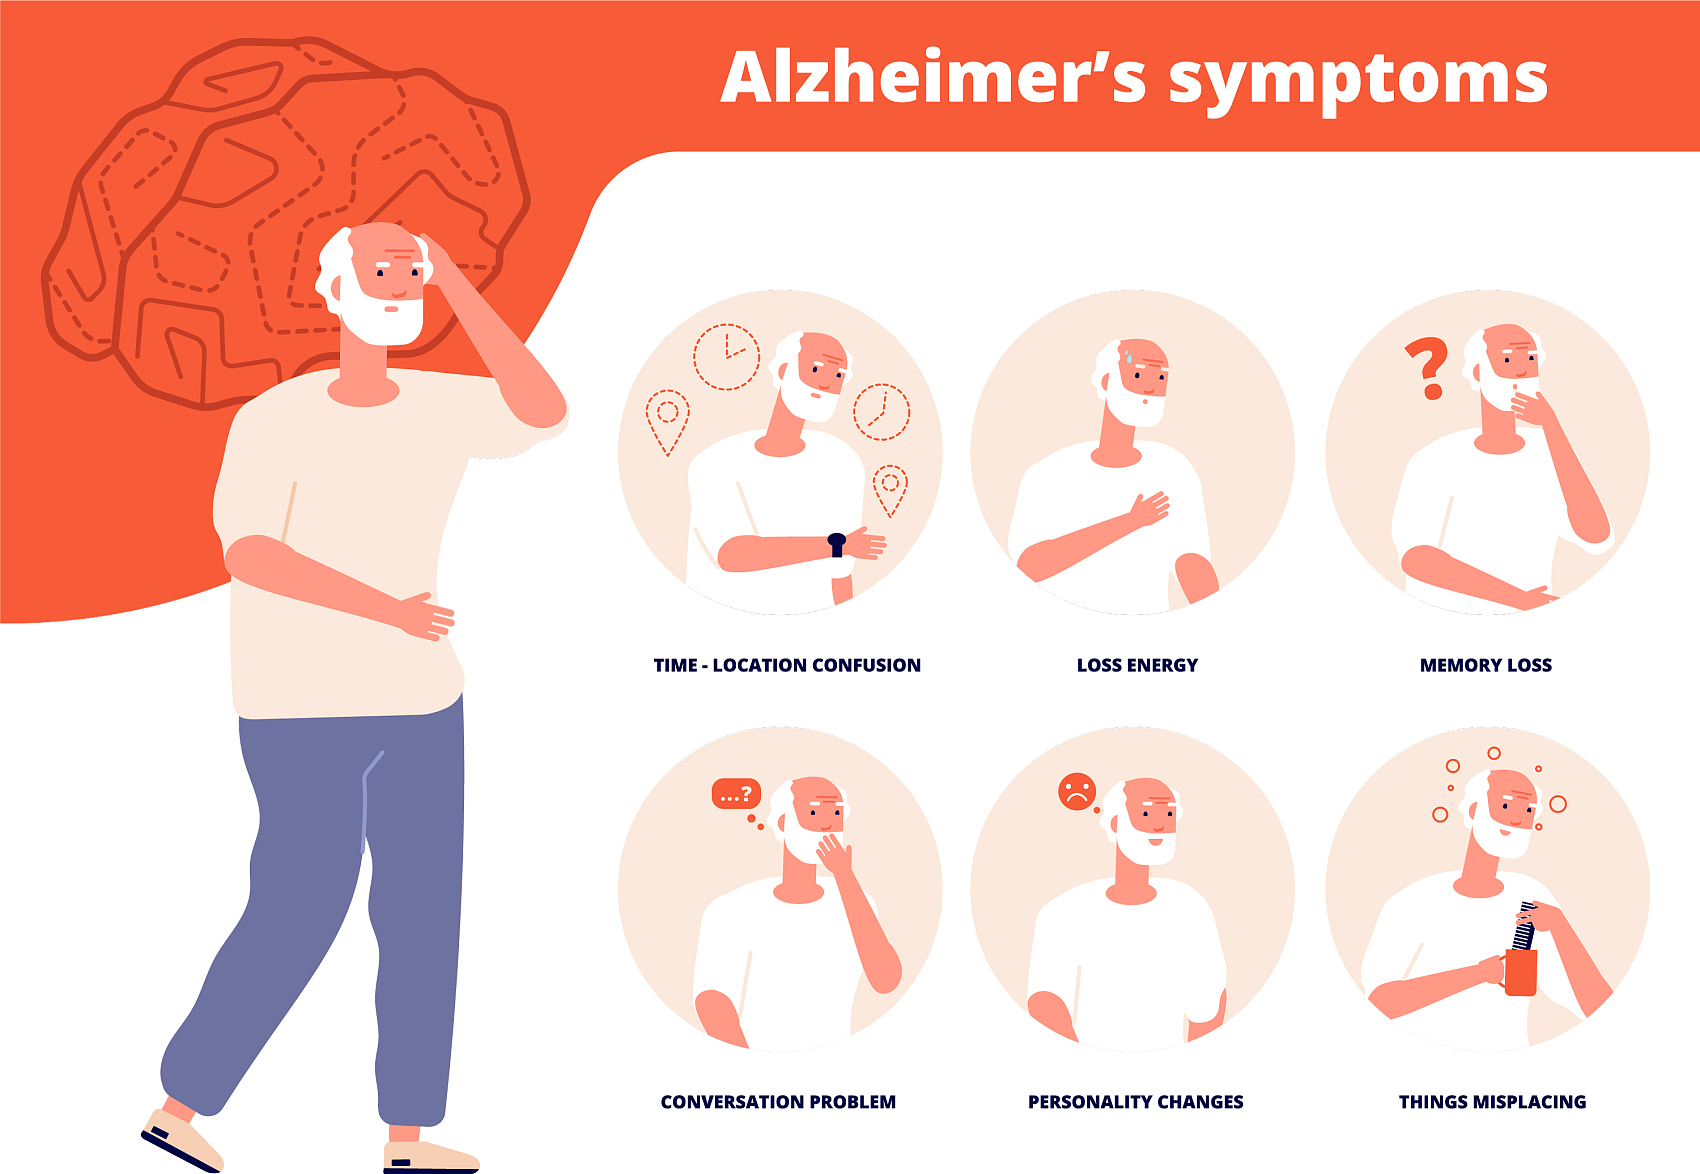 Alzheimer’s symptoms
?
TIME - LOCATION CONFUSION
LOSS ENERGY
MEMORY LOSS
...?
CONVERSATION PROBLEM
PERSONALITY CHANGES
THINGS MISPLACING